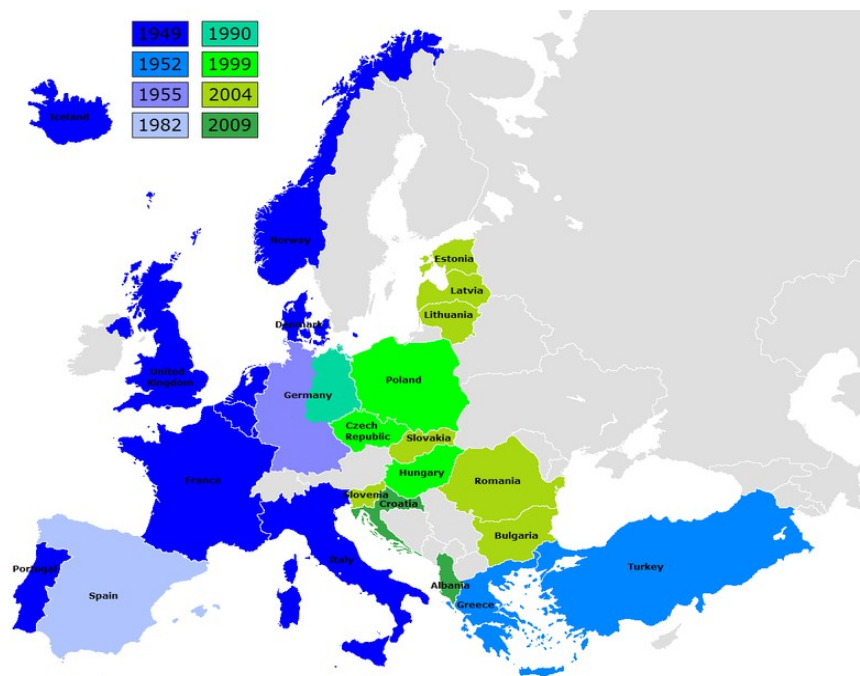 1949 1990
1952 1999
1955 2004
1982 2009
Iceland
Norway
Estonia
Latvia
Lithuania
Denmark
United
Kingdom
Germany
Poland
Czech
Republic
Slovakia
France
Hungary
Romania
Slovenia
Croatia
Bulgaria
Italy
Portugal
Turkey
Albania
Spain
Greece